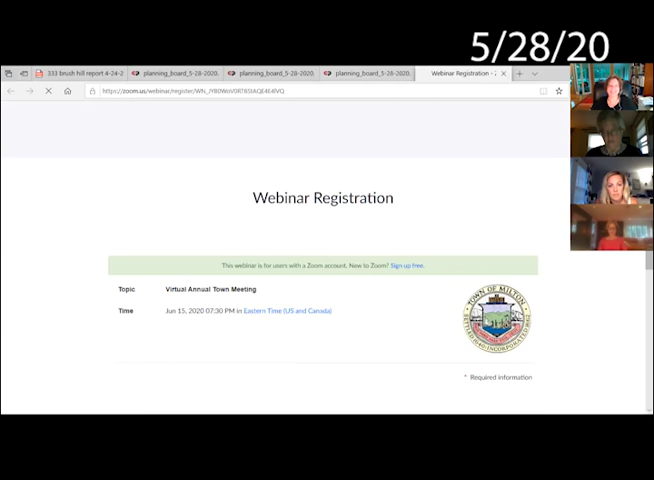 5/28/20
333 brush hill report 4-24-2
planning_board_5-28-2020.
planning_board_5-28-2020.
planning_board_5-28-2020.
Webinar Registration - Z
Webinar Registration
This webinar is for users with a Zoom account. New to Zoom? Sign up free.
Topic Virtual Annual Town Meeting
Time Jun 15, 2020 07:30 PM in Eastern Time (US and Canada)
TOWN OF MILTON
* Required information